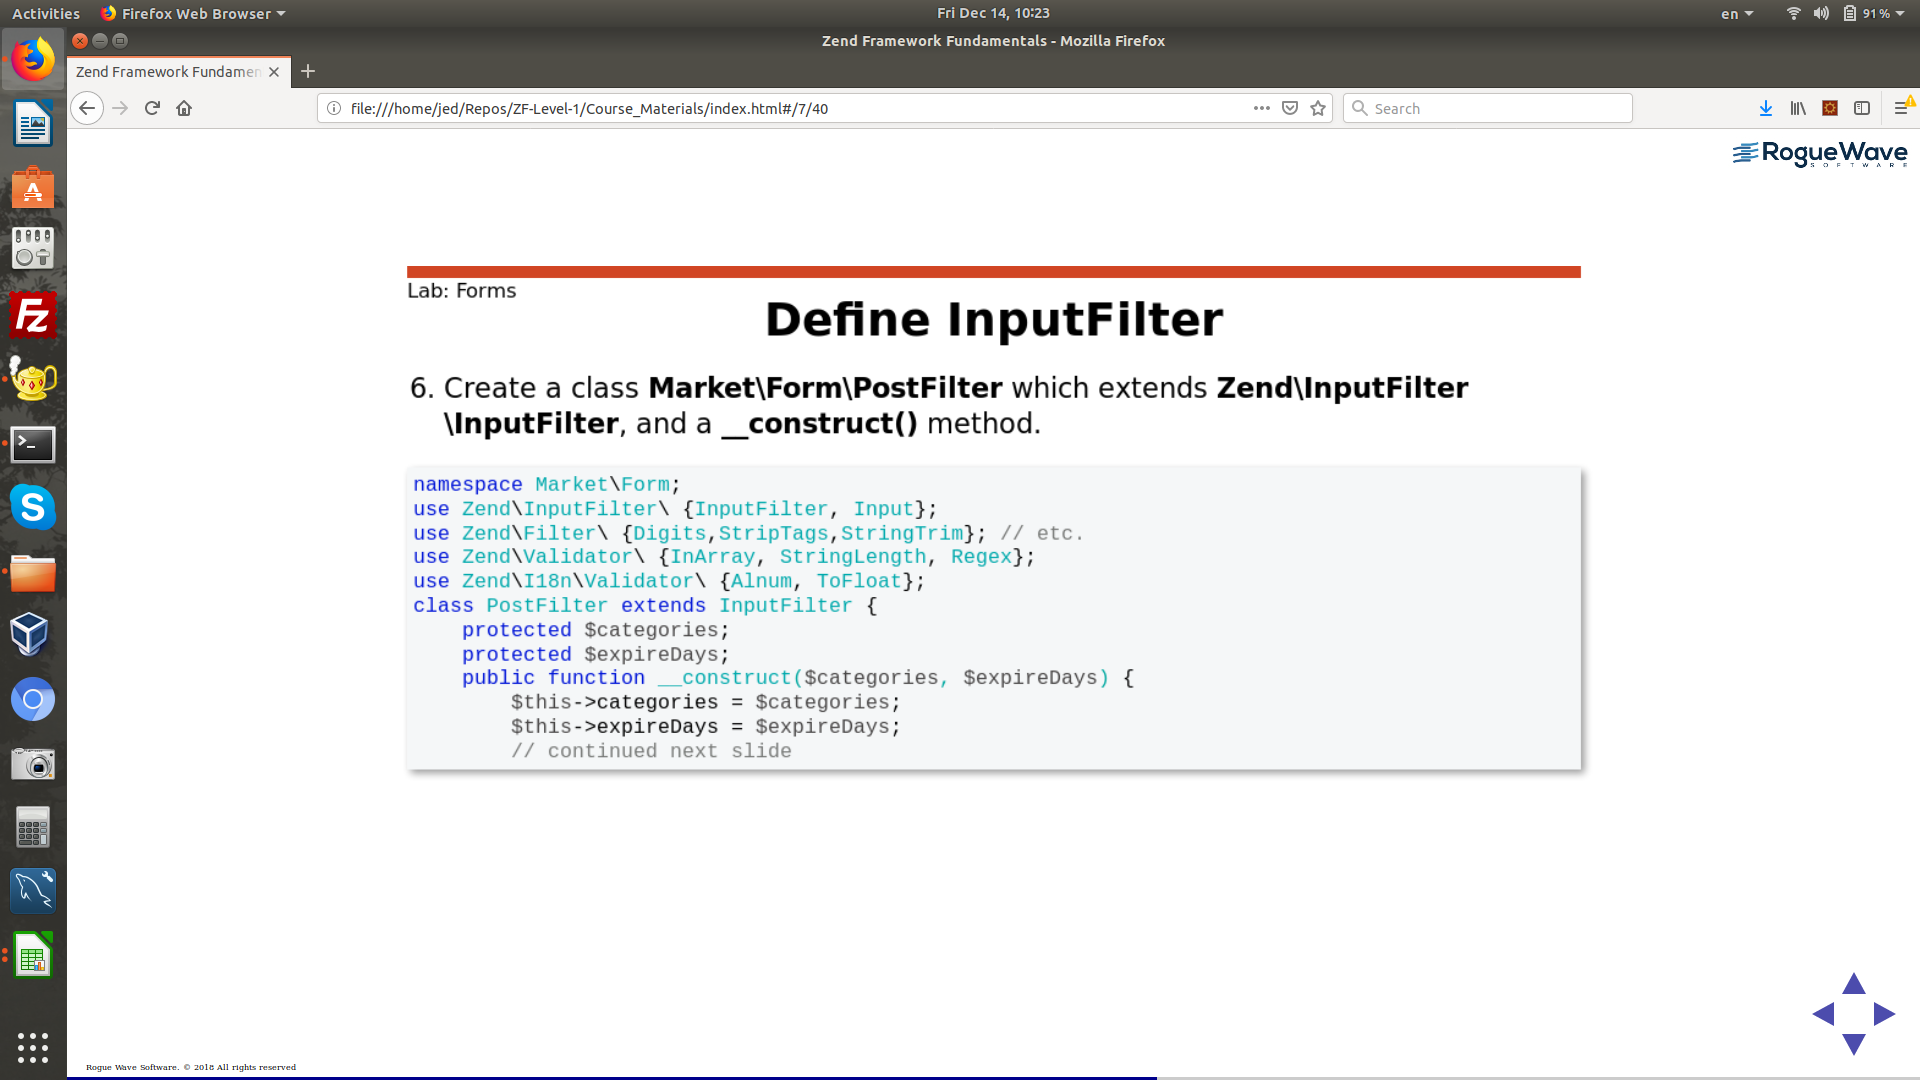 Activities
Firefox Web Browser
Fri Dec 14, 10:23
en
91%
Zend Framework Fundamentals - Mozilla Firefox
Zend Framework Fundamen
file:///home/jed/Repos/ZF-Level-1/Course_Materials/index.html#/7/40
Search
RogueWave
SOFTWARE
Lab: Forms
Define InputFilter
6. Create a class Market\Form\PostFilter which extends Zend\InputFilter
\InputFilter, and a __construct() method.
namespace Market\Form;
use Zend\InputFilter\ {InputFilter, Input};
use Zend\Filter\ {Digits,StripTags,StringTrim}; // etc.
use Zend\Validator\ {InArray, StringLength, Regex};
use Zend\I18n\Validator\ {Alnum, ToFloat};
class PostFilter extends InputFilter {
    protected $categories;
    protected $expireDays;
    public function __construct($categories, $expireDays) {
        $this->categories = $categories;
        $this->expireDays = $expireDays;
        // continued next slide
Rogue Wave Software. © 2018 All rights reserved